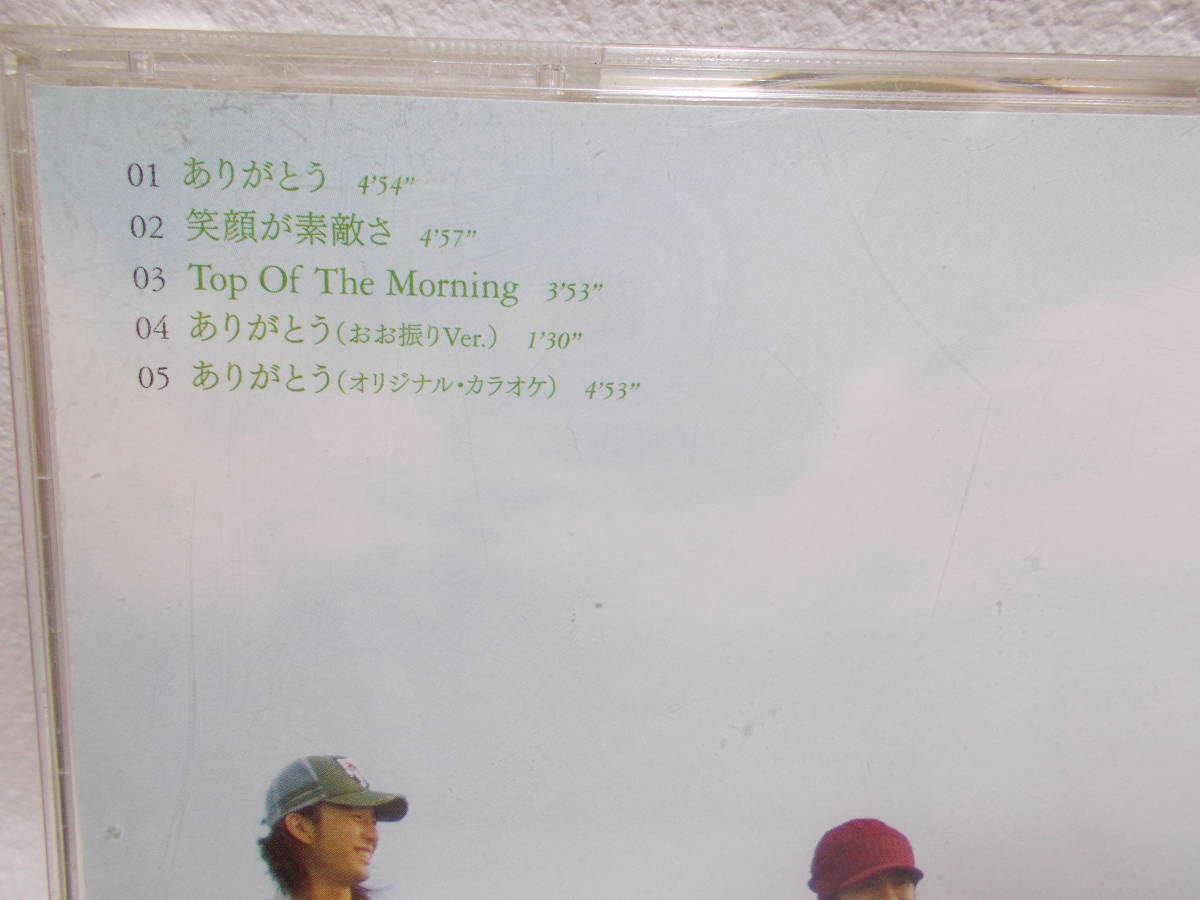 01 ありがとう 4’54”
02 笑顔が素敵さ 4’57”
03 Top Of The Morning 3’53”
04 ありがとう（おお振りVer.） 1’30”
05 ありがとう（オリジナル・カラオケ） 4’53”